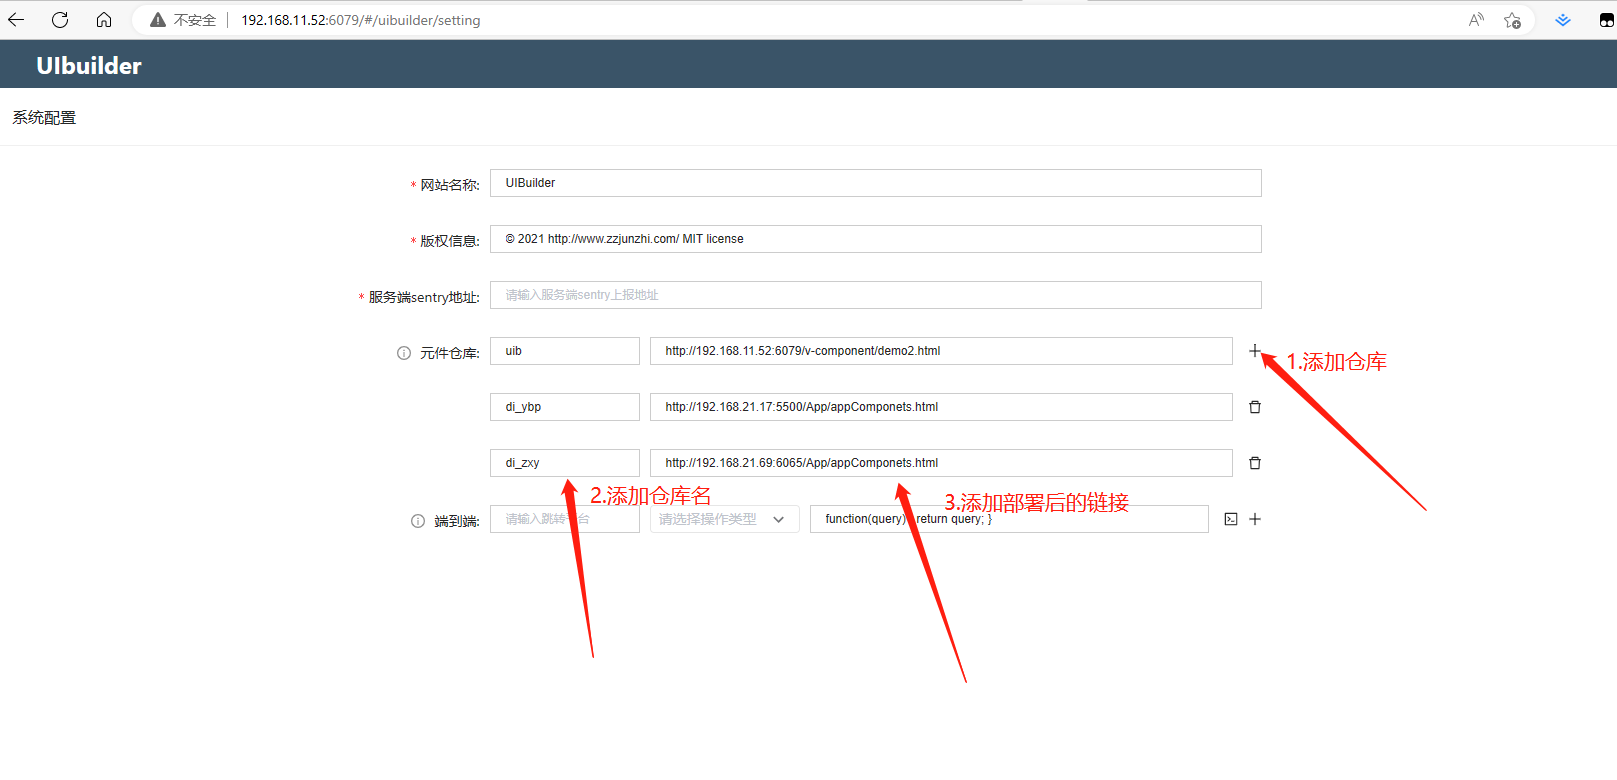 不安全 192.168.11.52:6079/#/uibuilder/setting
UIbuilder
系统配置
* 网站名称: UIBuilder
* 版权信息: © 2021 http://www.zzjunzhi.com/ MIT license
* 服务端sentry地址: 请输入服务端sentry上报地址
元件仓库: uib http://192.168.11.52:6079/v-component/demo2.html
1.添加仓库
di_ybp http://192.168.21.17:5500/App/appComponets.html
di_zxy http://192.168.21.69:6065/App/appComponets.html
2.添加仓库名
3.添加部署后的链接
端到端: 请输入跳转 台 请选择操作类型 function(query) return query; }